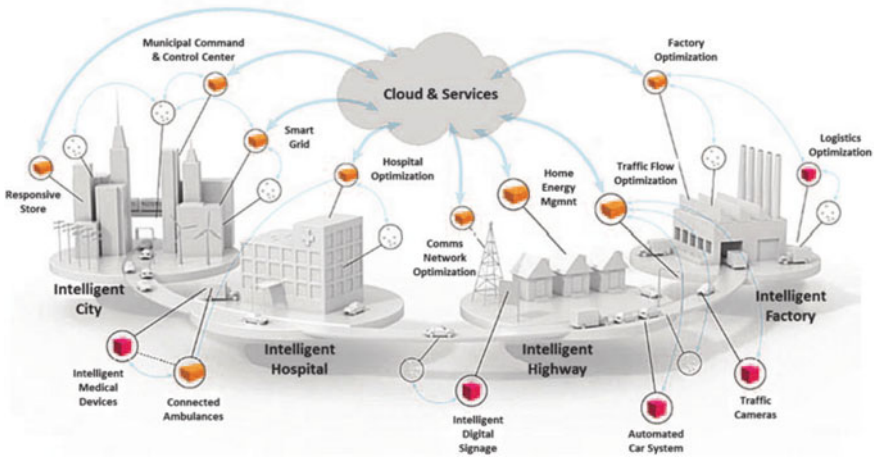 Municipal Command
& Control Center
Cloud & Services
Factory
Optimization
Smart
Grid
Hospital
Optimization
Home
Energy
Mgmnt
Traffic Flow
Optimization
Logistics
Optimization
Responsive
Store
Comms
Network
Optimization
Intelligent
City
Intelligent
Hospital
Intelligent
Highway
Intelligent
Factory
Intelligent
Medical
Devices
Connected
Ambulances
Intelligent
Digital
Signage
Automated
Car System
Traffic
Cameras